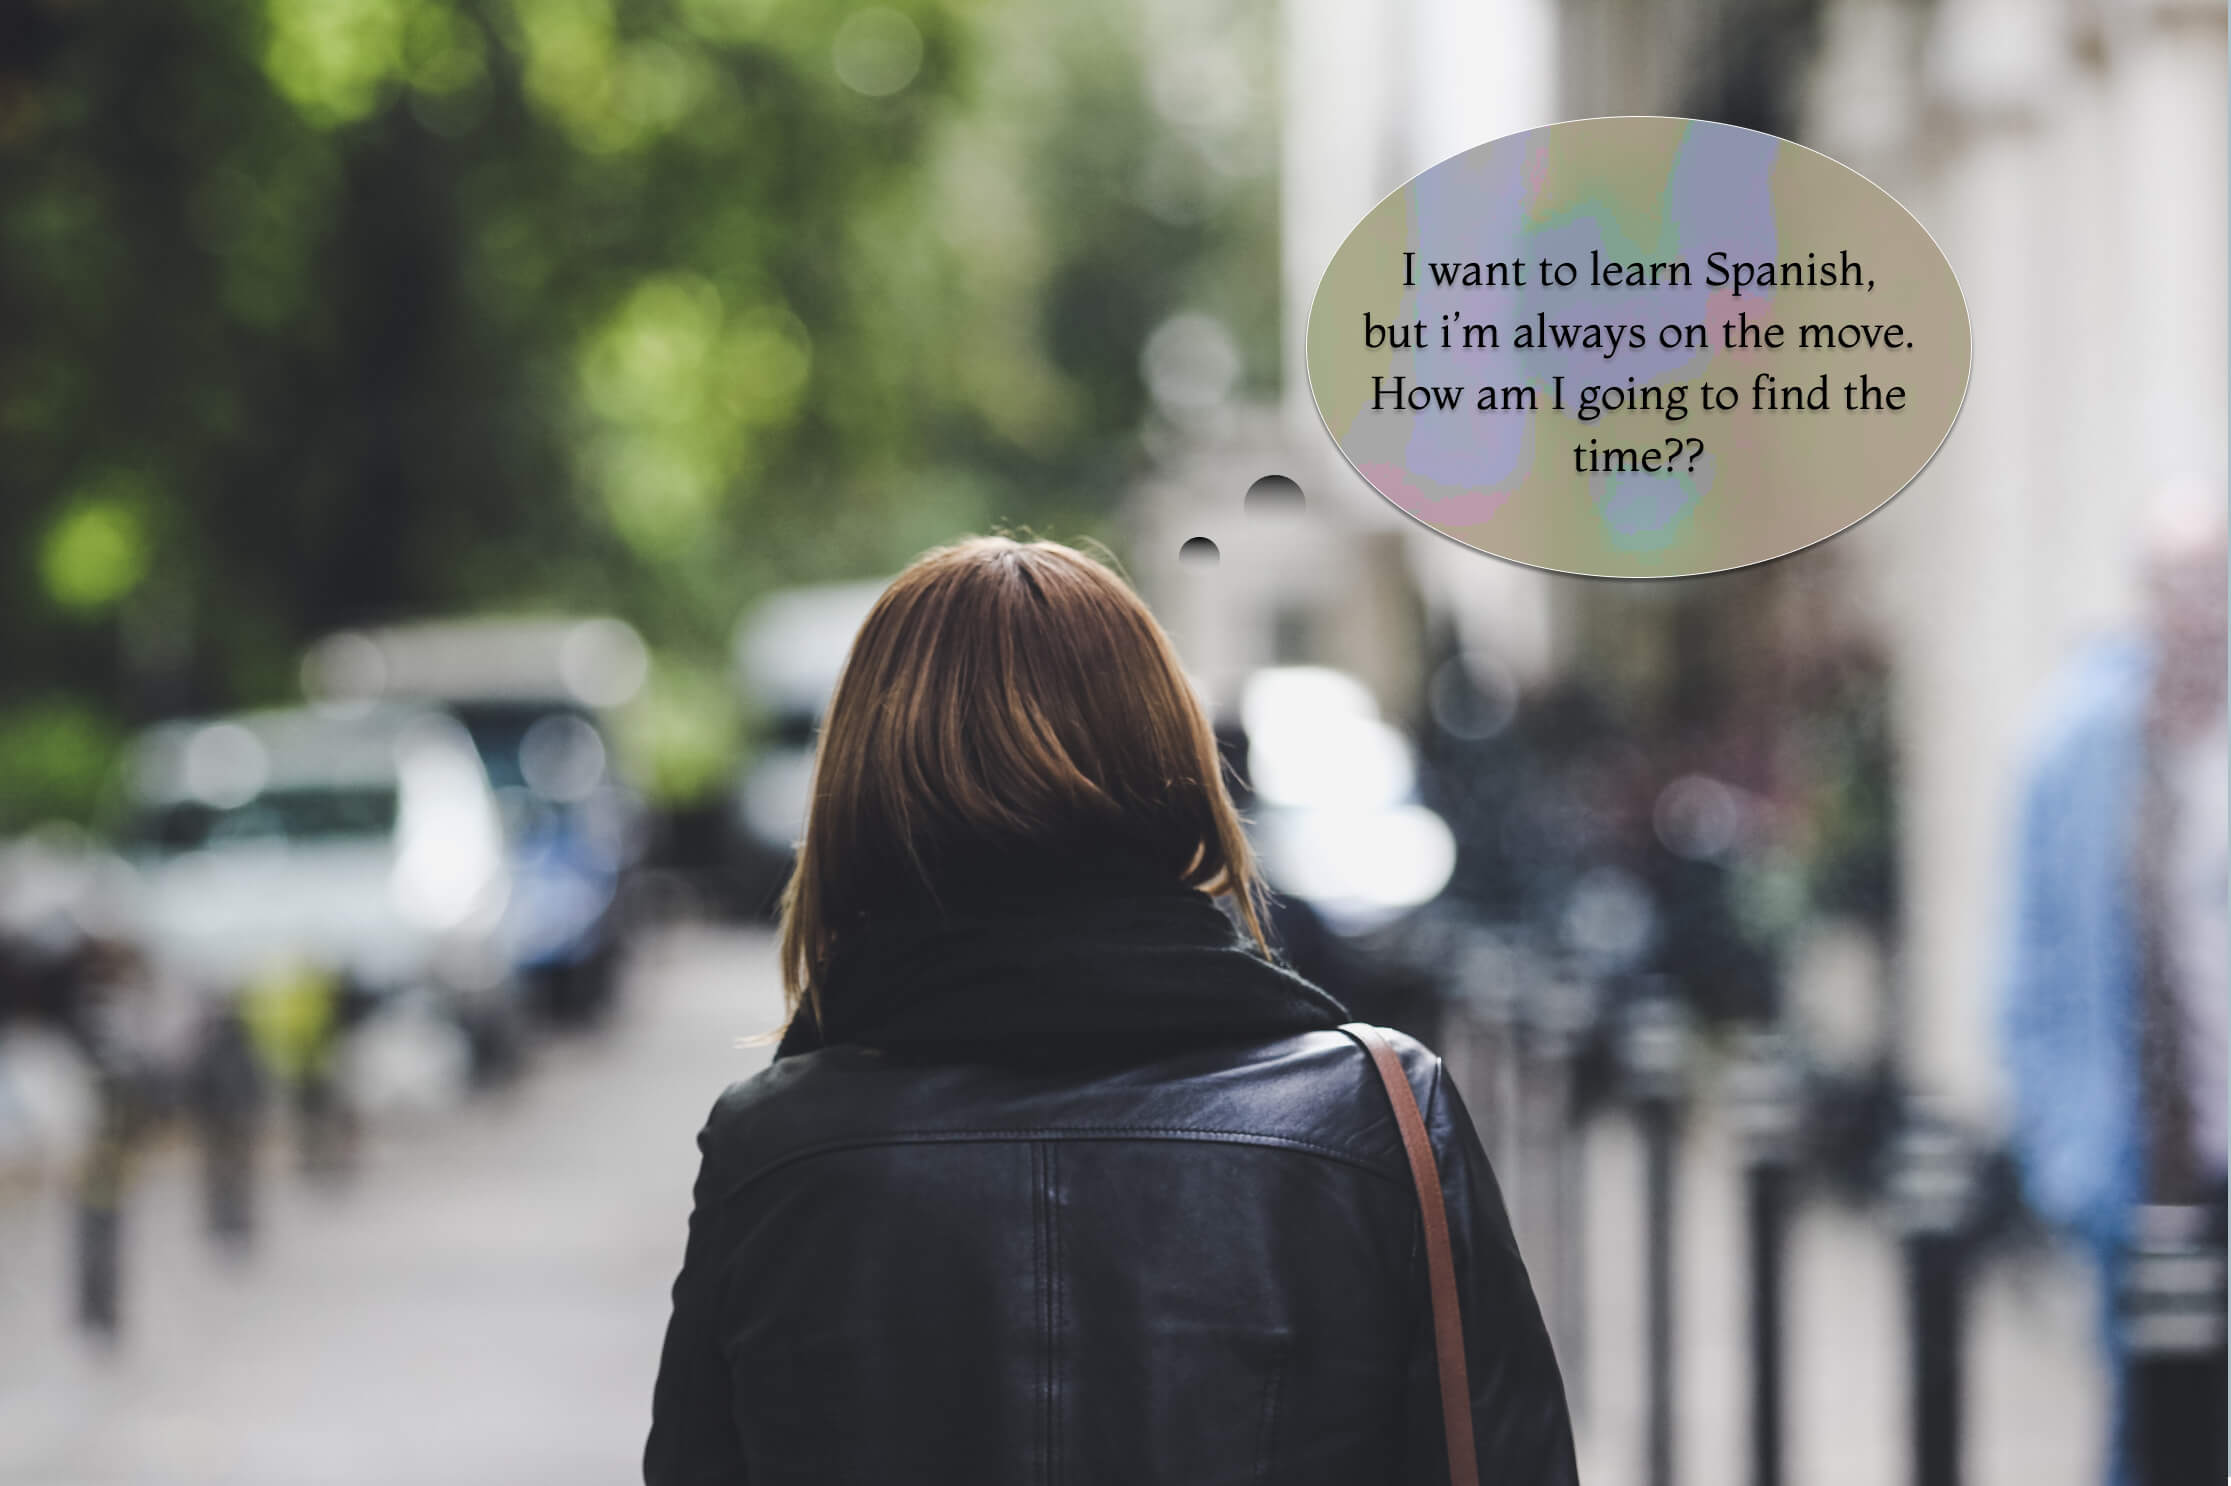 I want to learn Spanish,
but i’m always on the move.
How am I going to find the
time??